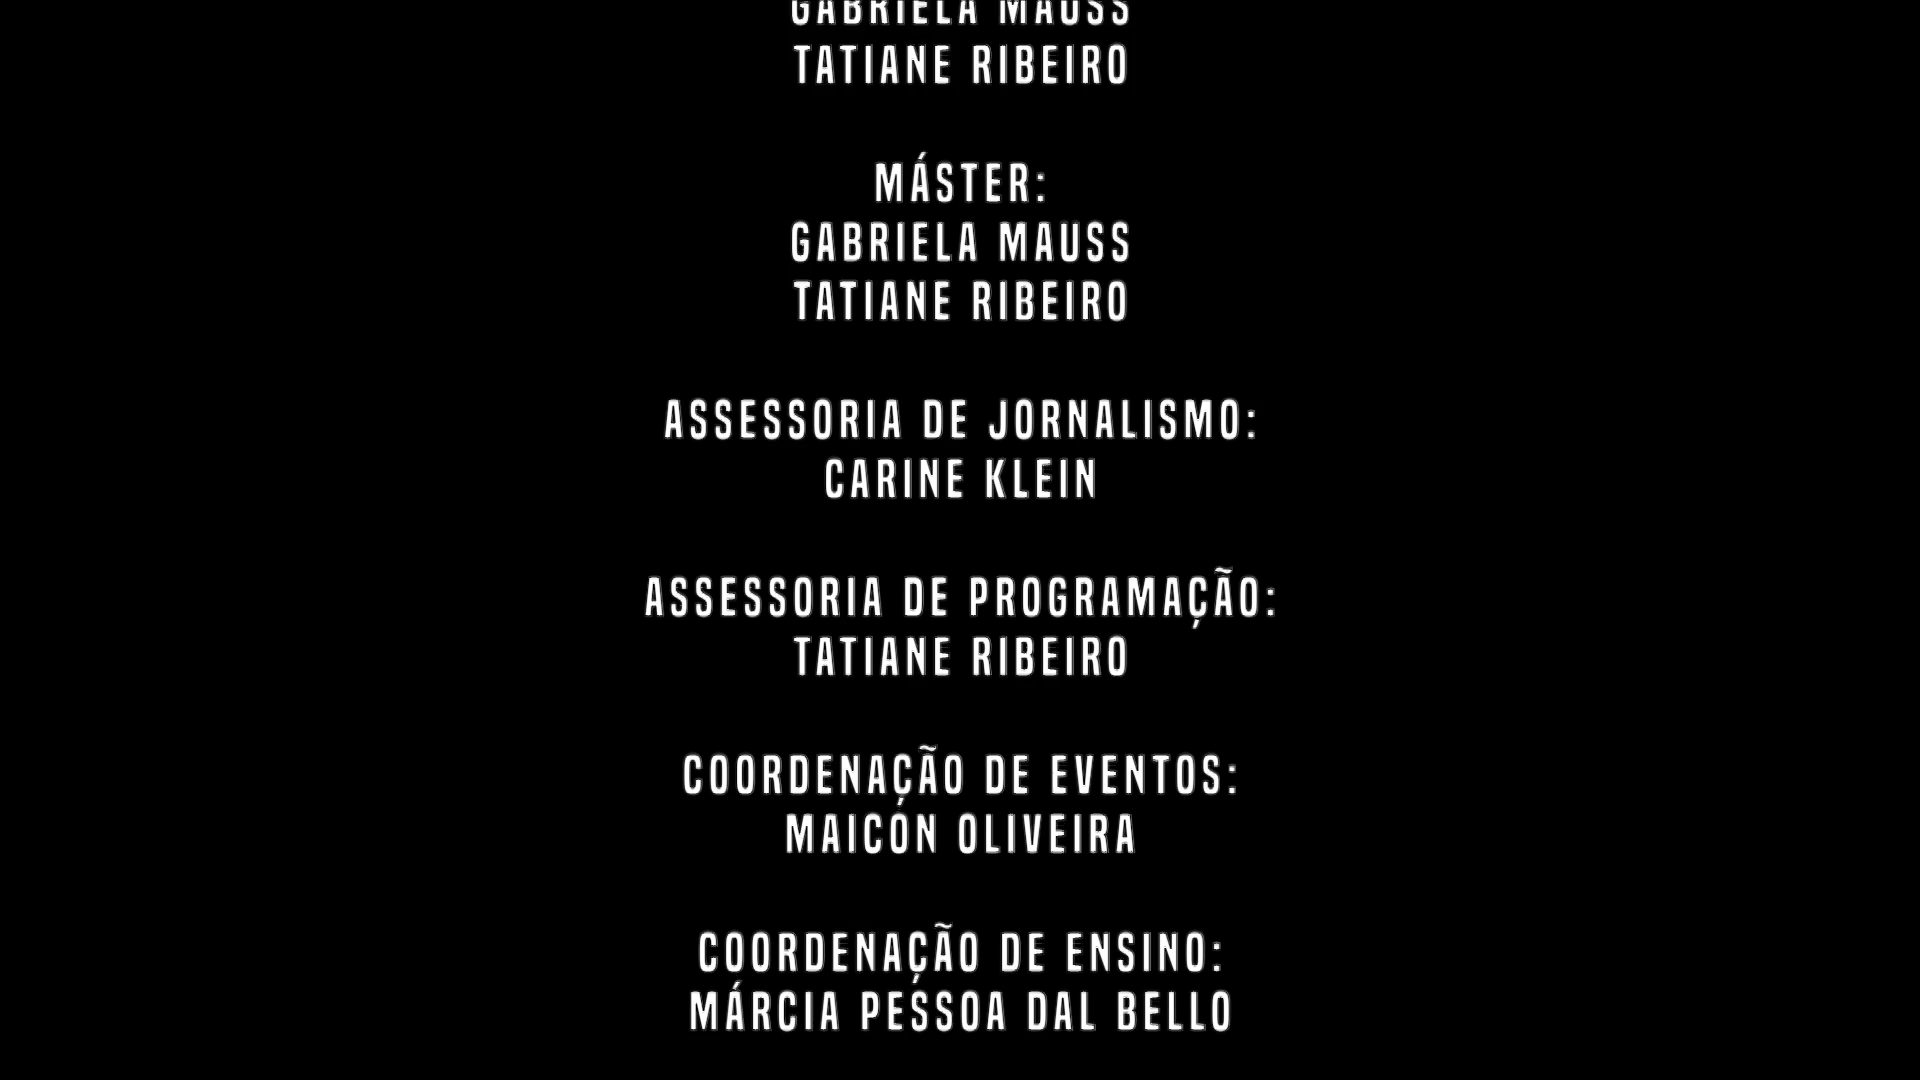 GABRIELA MAUSS
TATIANE RIBEIRO
MÁSTER:
GABRIELA MAUSS
TATIANE RIBEIRO
ASSESSORIA DE JORNALISMO:
CARINE KLEIN
ASSESSORIA DE PROGRAMAÇÃO:
TATIANE RIBEIRO
COORDENAÇÃO DE EVENTOS:
MAICON OLIVEIRA
COORDENAÇÃO DE ENSINO:
MÁRCIA PESSOA DAL BELLO